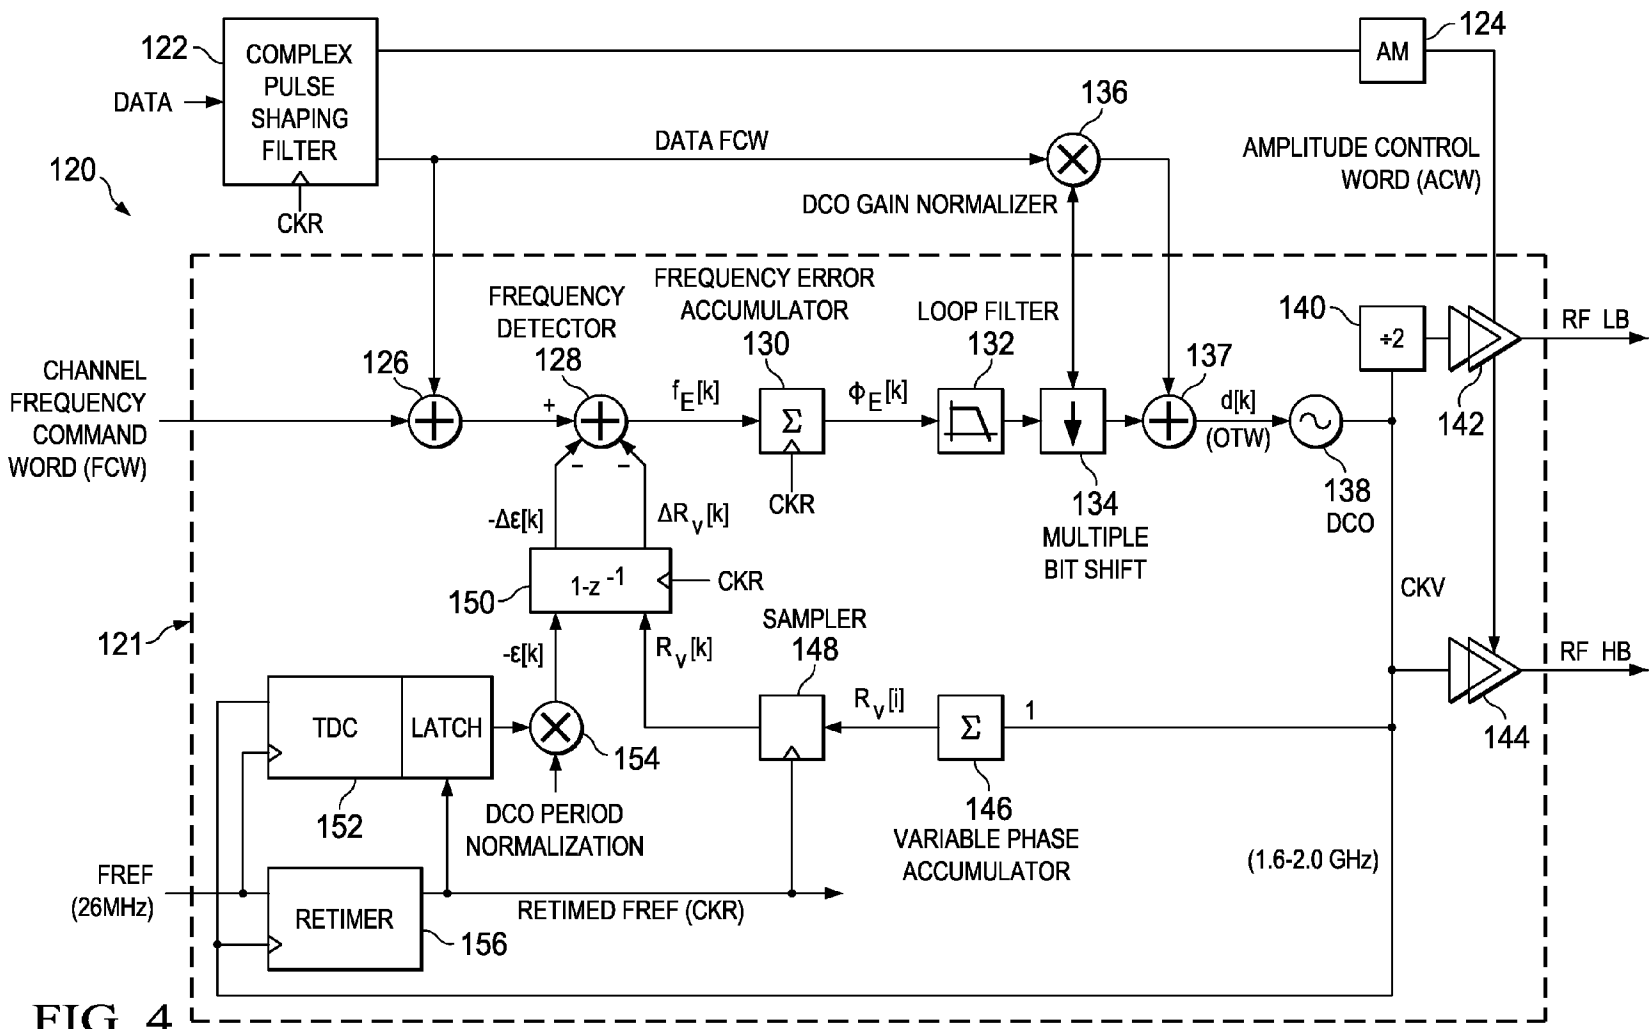 122
COMPLEX
PULSE
SHAPING
FILTER
DATA
CKR
120
DATA FCW
136
DCO GAIN NORMALIZER
AM
124
AMPLITUDE CONTROL
WORD (ACW)
CHANNEL
FREQUENCY
COMMAND
WORD (FCW)
126
FREQUENCY
DETECTOR
128
+
-
-
f_E[k]
FREQUENCY ERROR
ACCUMULATOR
130
Σ
CKR
Φ_E[k]
LOOP FILTER
132
134
MULTIPLE
BIT SHIFT
137
d[k]
(OTW)
138
DCO
140
÷2
142
RF LB
-Δε[k]
ΔR_v[k]
150
1-z^-1
CKR
CKV
121
-ε[k]
R_v[k]
SAMPLER
148
R_v[i]
Σ
1
146
VARIABLE PHASE
ACCUMULATOR
144
RF HB
TDC
LATCH
152
154
DCO PERIOD
NORMALIZATION
(1.6-2.0 GHz)
FREF
(26MHz)
RETIMER
156
RETIMED FREF (CKR)
FIG. 4